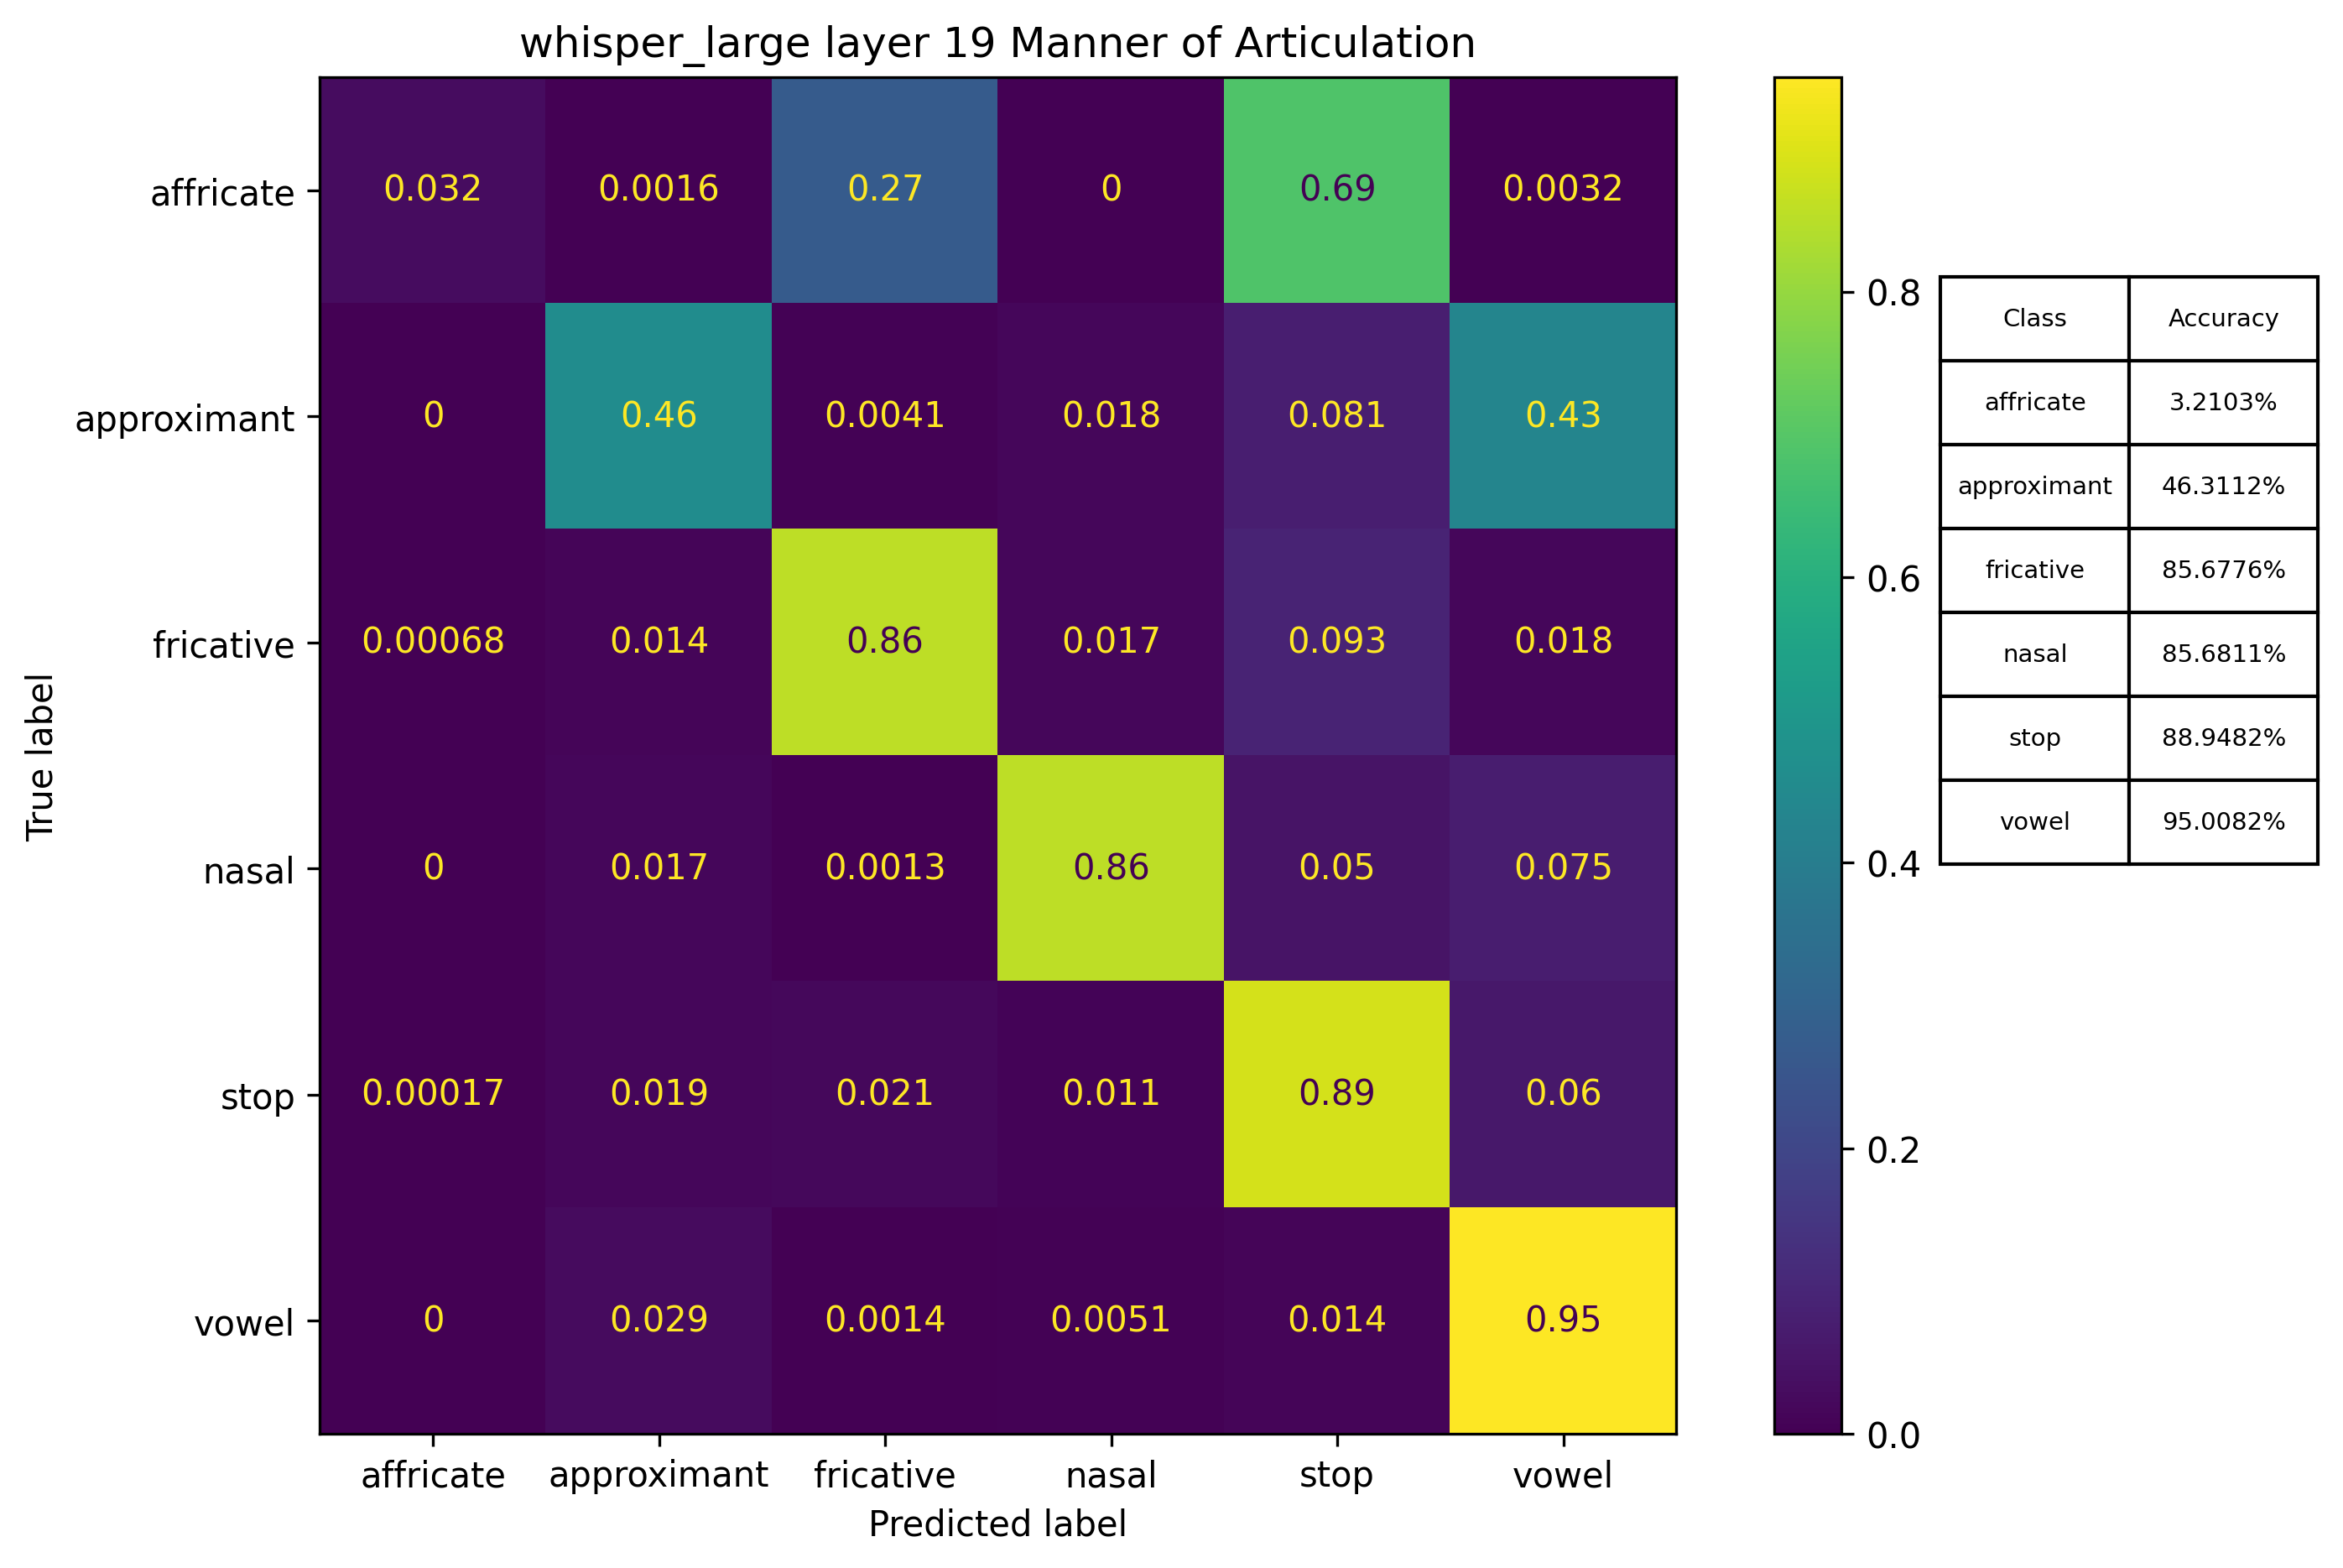 whisper_large layer 19 Manner of Articulation
True label
affricate 0.032 0.0016 0.27 0 0.69 0.0032
approximant 0 0.46 0.0041 0.018 0.081 0.43
fricative 0.00068 0.014 0.86 0.017 0.093 0.018
nasal 0 0.017 0.0013 0.86 0.05 0.075
stop 0.00017 0.019 0.021 0.011 0.89 0.06
vowel 0 0.029 0.0014 0.0051 0.014 0.95
affricate approximant fricative nasal stop vowel
Predicted label
0.8
0.6
0.4
0.2
0.0
Class Accuracy
affricate 3.2103%
approximant 46.3112%
fricative 85.6776%
nasal 85.6811%
stop 88.9482%
vowel 95.0082%